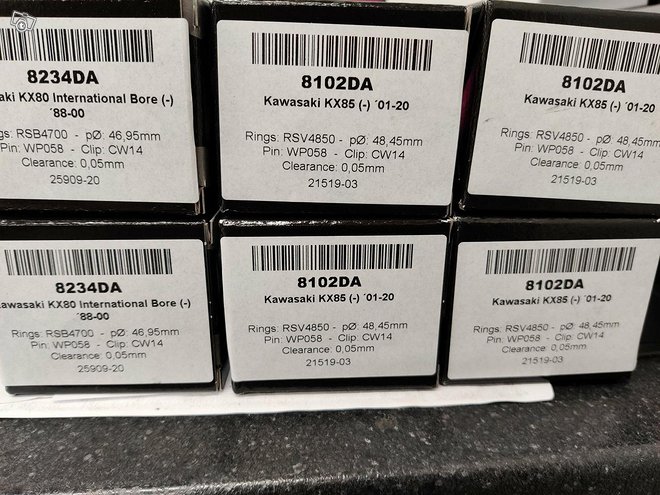 8234DA
KX80 International Bore (-)
´88-00
Rings: RSB4700 - pØ: 46,95mm
Pin: WP058 - Clip: CW14
Clearance: 0,05mm
25909-20
8102DA
Kawasaki KX85 (-) ´01-20
Rings: RSV4850 - pØ: 48,45mm
Pin: WP058 - Clip: CW14
Clearance: 0,05mm
21519-03
8102DA
Kawasaki KX85 (-) ´01-20
Rings: RSV4850 - pØ: 48,45mm
Pin: WP058 - Clip: CW14
Clearance: 0,05mm
21519-03
8234DA
Kawasaki KX80 International Bore (-)
´88-00
Rings: RSB4700 - pØ: 46,95mm
Pin: WP058 - Clip: CW14
Clearance: 0,05mm
25909-20
8102DA
Kawasaki KX85 (-) ´01-20
Rings: RSV4850 - pØ: 48,45mm
Pin: WP058 - Clip: CW14
Clearance: 0,05mm
21519-03
8102DA
Kawasaki KX85 (-) ´01-20
Rings: RSV4850 - pØ: 48,45mm
Pin: WP058 - Clip: CW14
Clearance: 0,05mm
21519-03